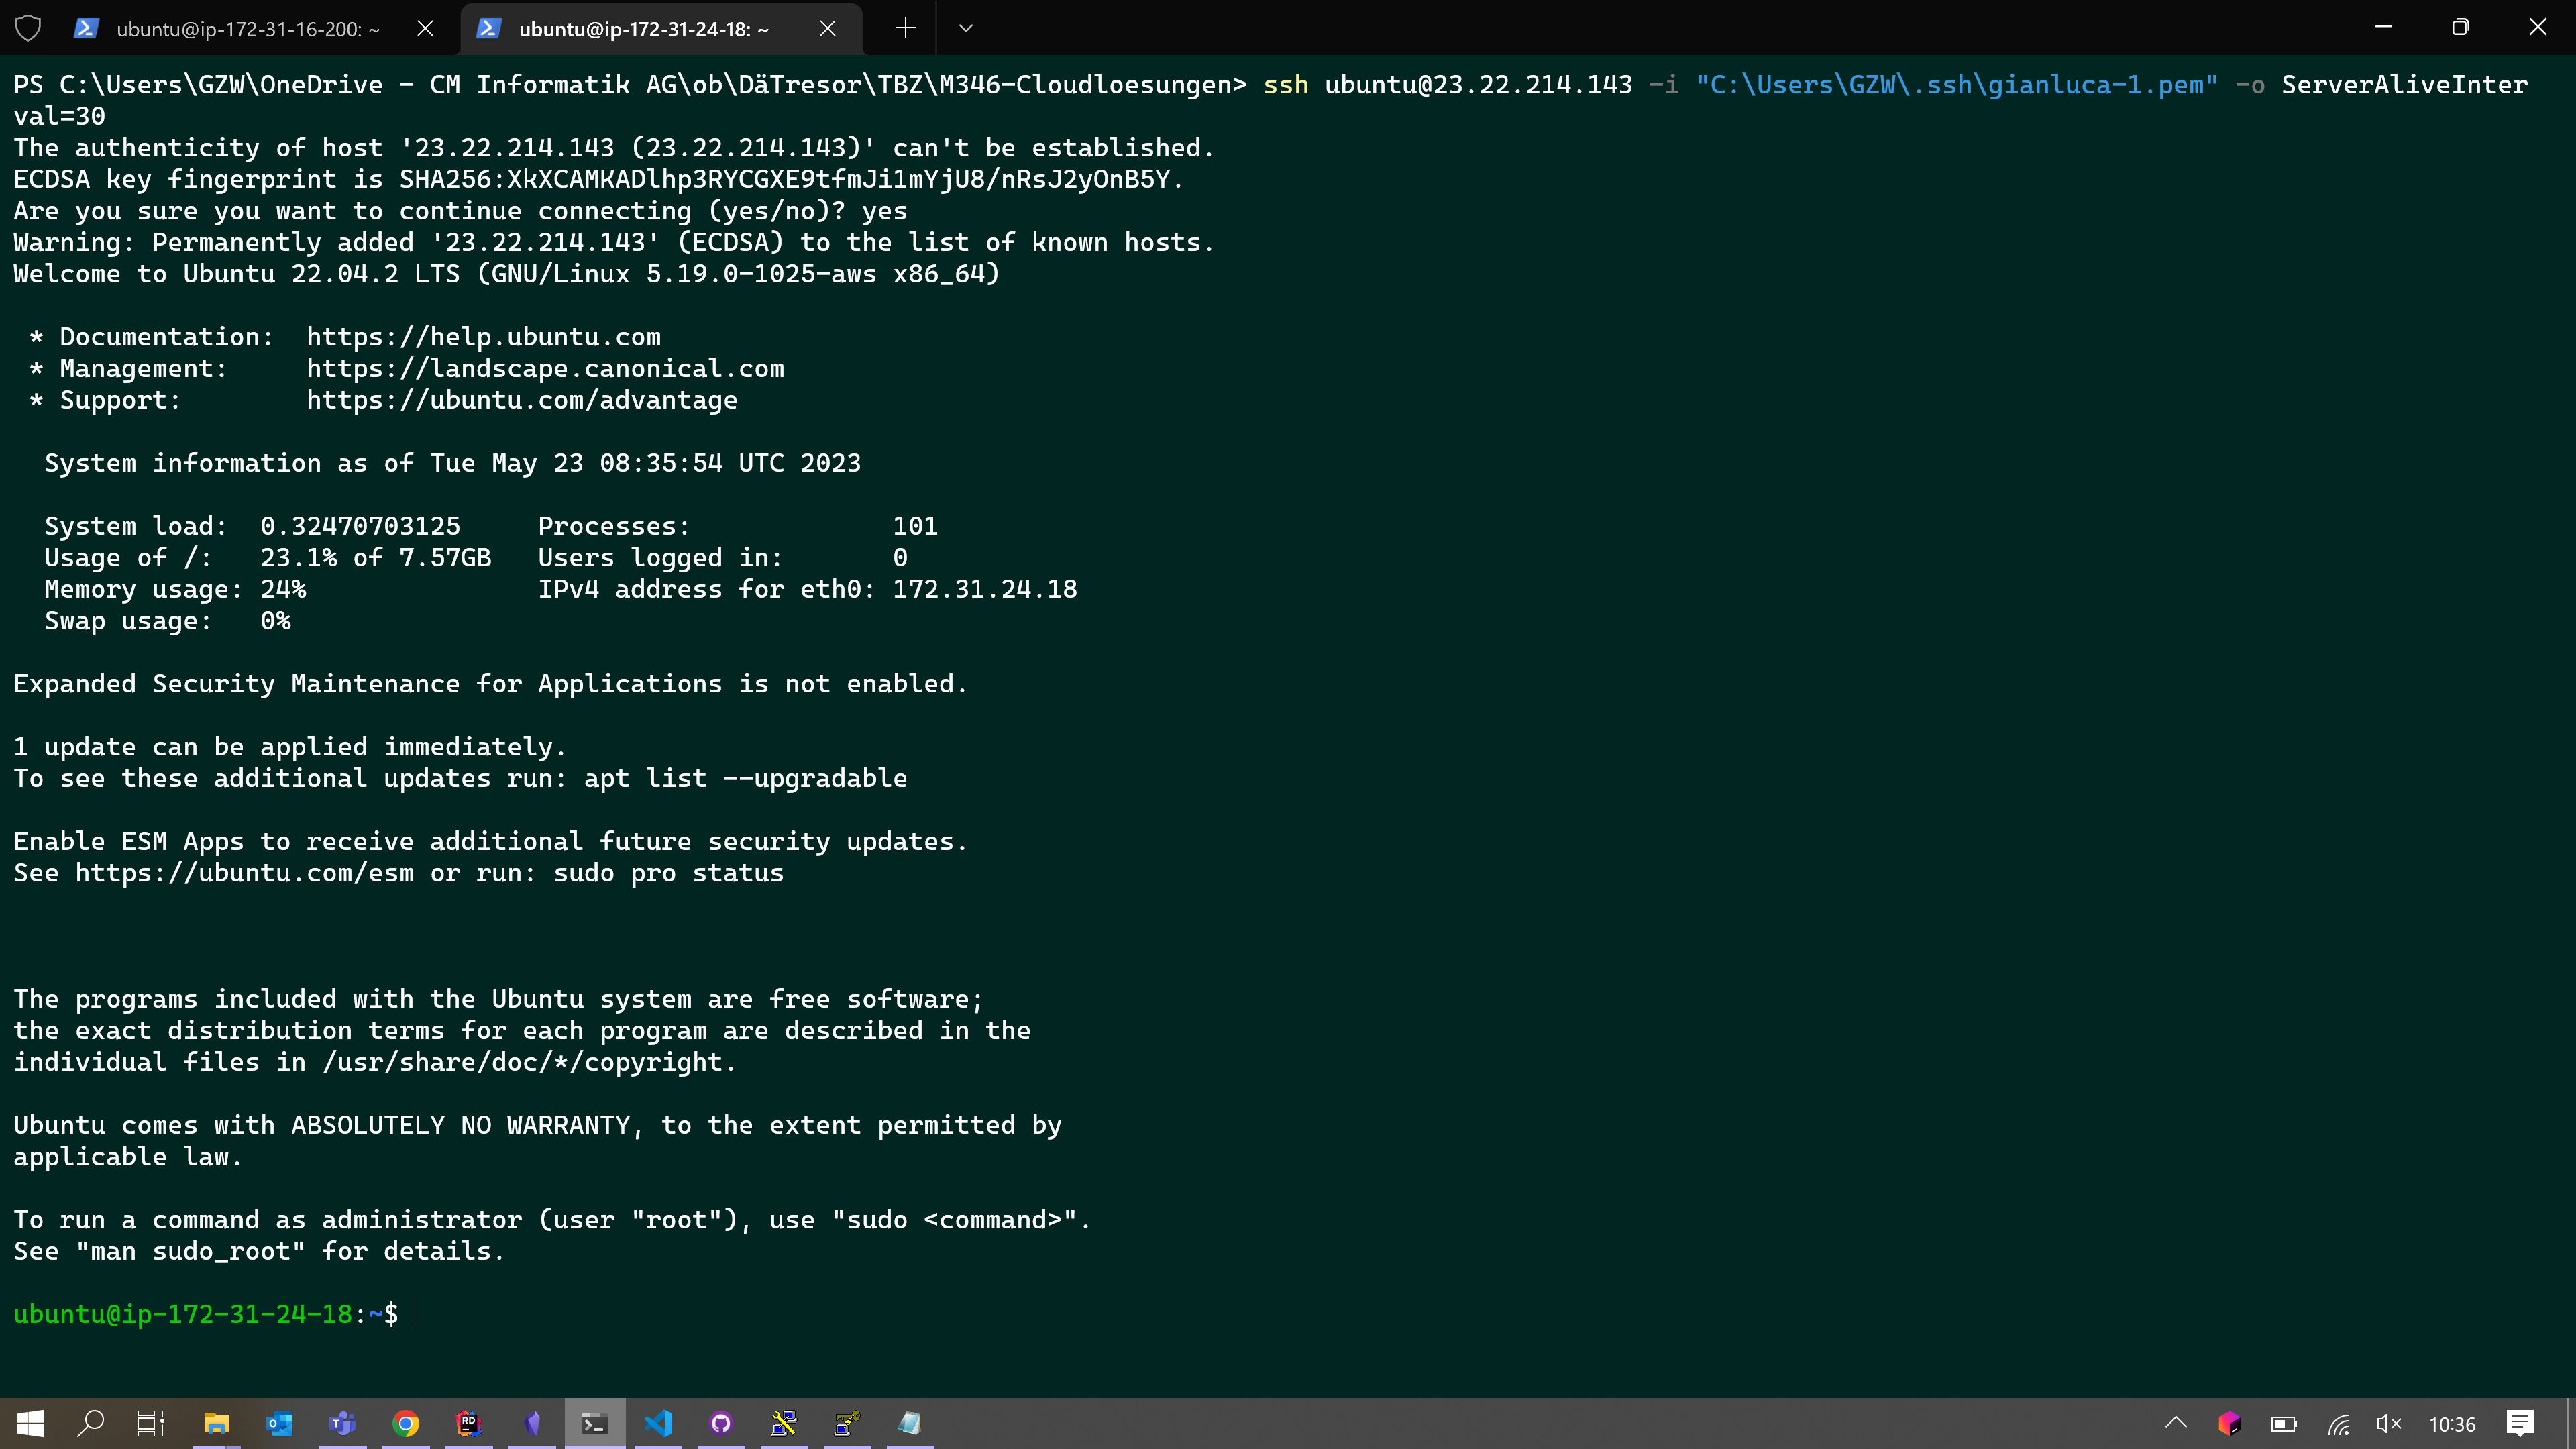 ubuntu@ip-172-31-16-200: ~
ubuntu@ip-172-31-24-18: ~
PS C:\Users\GZW\OneDrive - CM Informatik AG\ob\DäTresor\TBZ\M346-Cloudloesungen> ssh ubuntu@23.22.214.143 -i "C:\Users\GZW\.ssh\gianluca-1.pem" -o ServerAliveInter
val=30
The authenticity of host '23.22.214.143 (23.22.214.143)' can't be established.
ECDSA key fingerprint is SHA256:XkXCAMKADlhp3RYCGXE9tfmJi1mYjU8/nRsJ2yOnB5Y.
Are you sure you want to continue connecting (yes/no)? yes
Warning: Permanently added '23.22.214.143' (ECDSA) to the list of known hosts.
Welcome to Ubuntu 22.04.2 LTS (GNU/Linux 5.19.0-1025-aws x86_64)
* Documentation:  https://help.ubuntu.com
* Management:     https://landscape.canonical.com
* Support:        https://ubuntu.com/advantage
System information as of Tue May 23 08:35:54 UTC 2023
System load:  0.32470703125     Processes:             101
Usage of /:   23.1% of 7.57GB   Users logged in:       0
Memory usage: 24%               IPv4 address for eth0: 172.31.24.18
Swap usage:   0%
Expanded Security Maintenance for Applications is not enabled.
1 update can be applied immediately.
To see these additional updates run: apt list --upgradable
Enable ESM Apps to receive additional future security updates.
See https://ubuntu.com/esm or run: sudo pro status
The programs included with the Ubuntu system are free software;
the exact distribution terms for each program are described in the
individual files in /usr/share/doc/*/copyright.
Ubuntu comes with ABSOLUTELY NO WARRANTY, to the extent permitted by
applicable law.
To run a command as administrator (user "root"), use "sudo <command>".
See "man sudo_root" for details.
ubuntu@ip-172-31-24-18:~$
RD
10:36